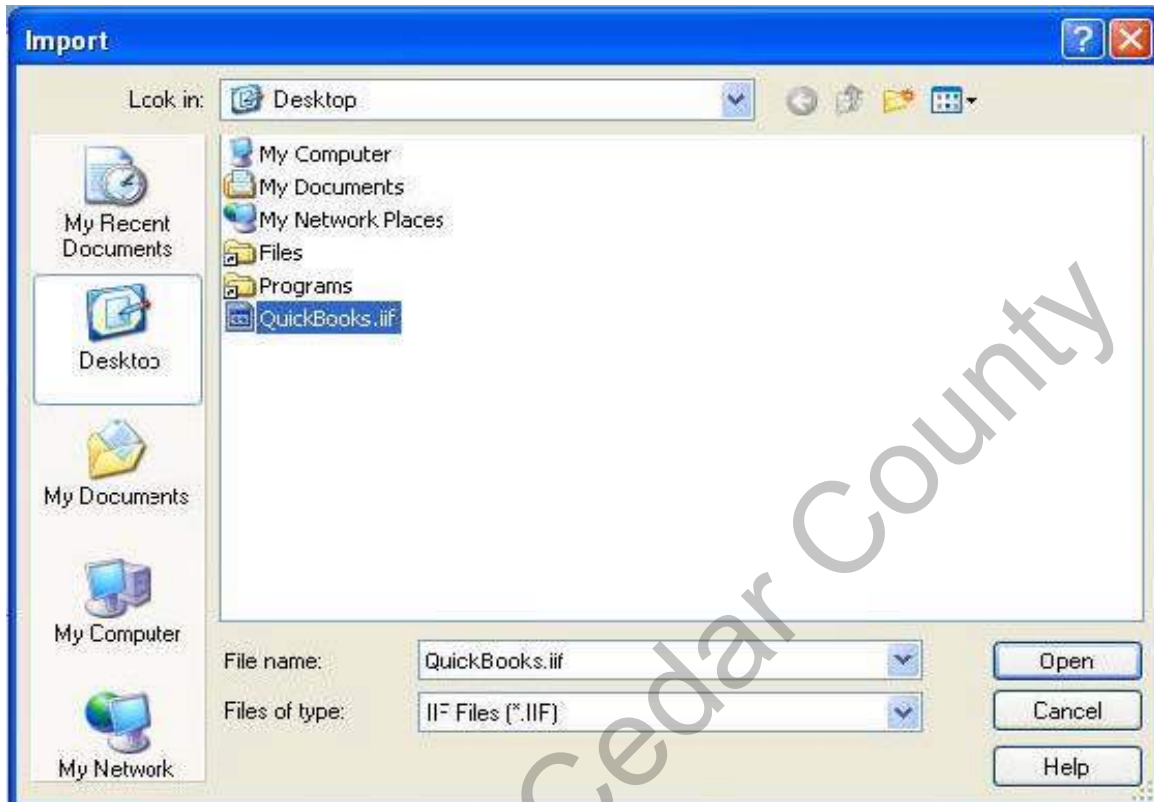 Import
Look in:
Desktop
My Recent
Documents
Desktop
My Documents
My Computer
My Network
My Computer
My Documents
My Network Places
Files
Programs
QuickBooks.iif
File name:
QuickBooks.iif
Open
Files of type:
IIF Files (*.IIF)
Cancel
Help
Cedar County